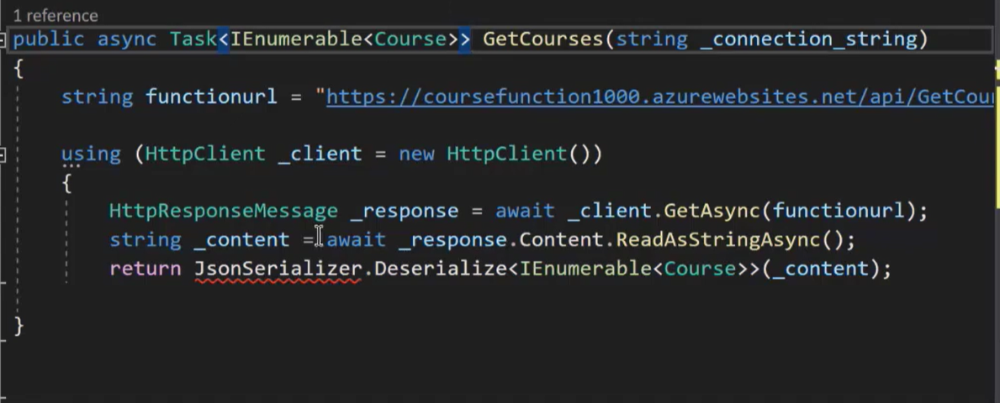 1 reference
public async Task<IEnumerable<Course>> GetCourses(string _connection_string)
{
string functionurl = "https://coursefunction1000.azurewebsites.net/api/GetCou
using (HttpClient _client = new HttpClient())
{
HttpResponseMessage _response = await _client.GetAsync(functionurl);
string _content = await _response.Content.ReadAsStringAsync();
return JsonSerializer.Deserialize<IEnumerable<Course>>(_content);
}